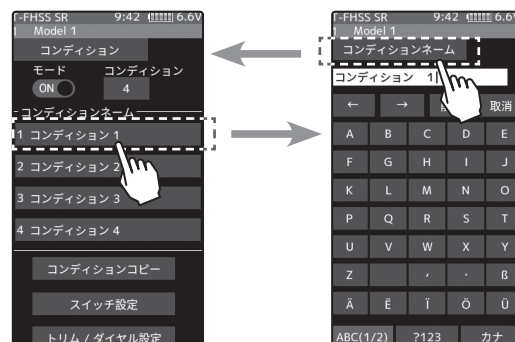 T-FHSS SR 9:42 6.6V
1 Model 1
コンディション
モード コンディション
ON 4
コンディションネーム
1 コンディション 1
2 コンディション 2
3 コンディション 3
4 コンディション 4
コンディションコピー
スイッチ設定
トリム / ダイヤル設定
T-FHSS SR 9:42 6.6V
1 Model 1
コンディションネーム
コンディション 1
← → 取消
A B C D E
F G H I J
K L M N O
P Q R S T
U V W X Y
Z , · ß
Ä Ë Ï Ö Ü
ABC(1/2) ?123 カナ